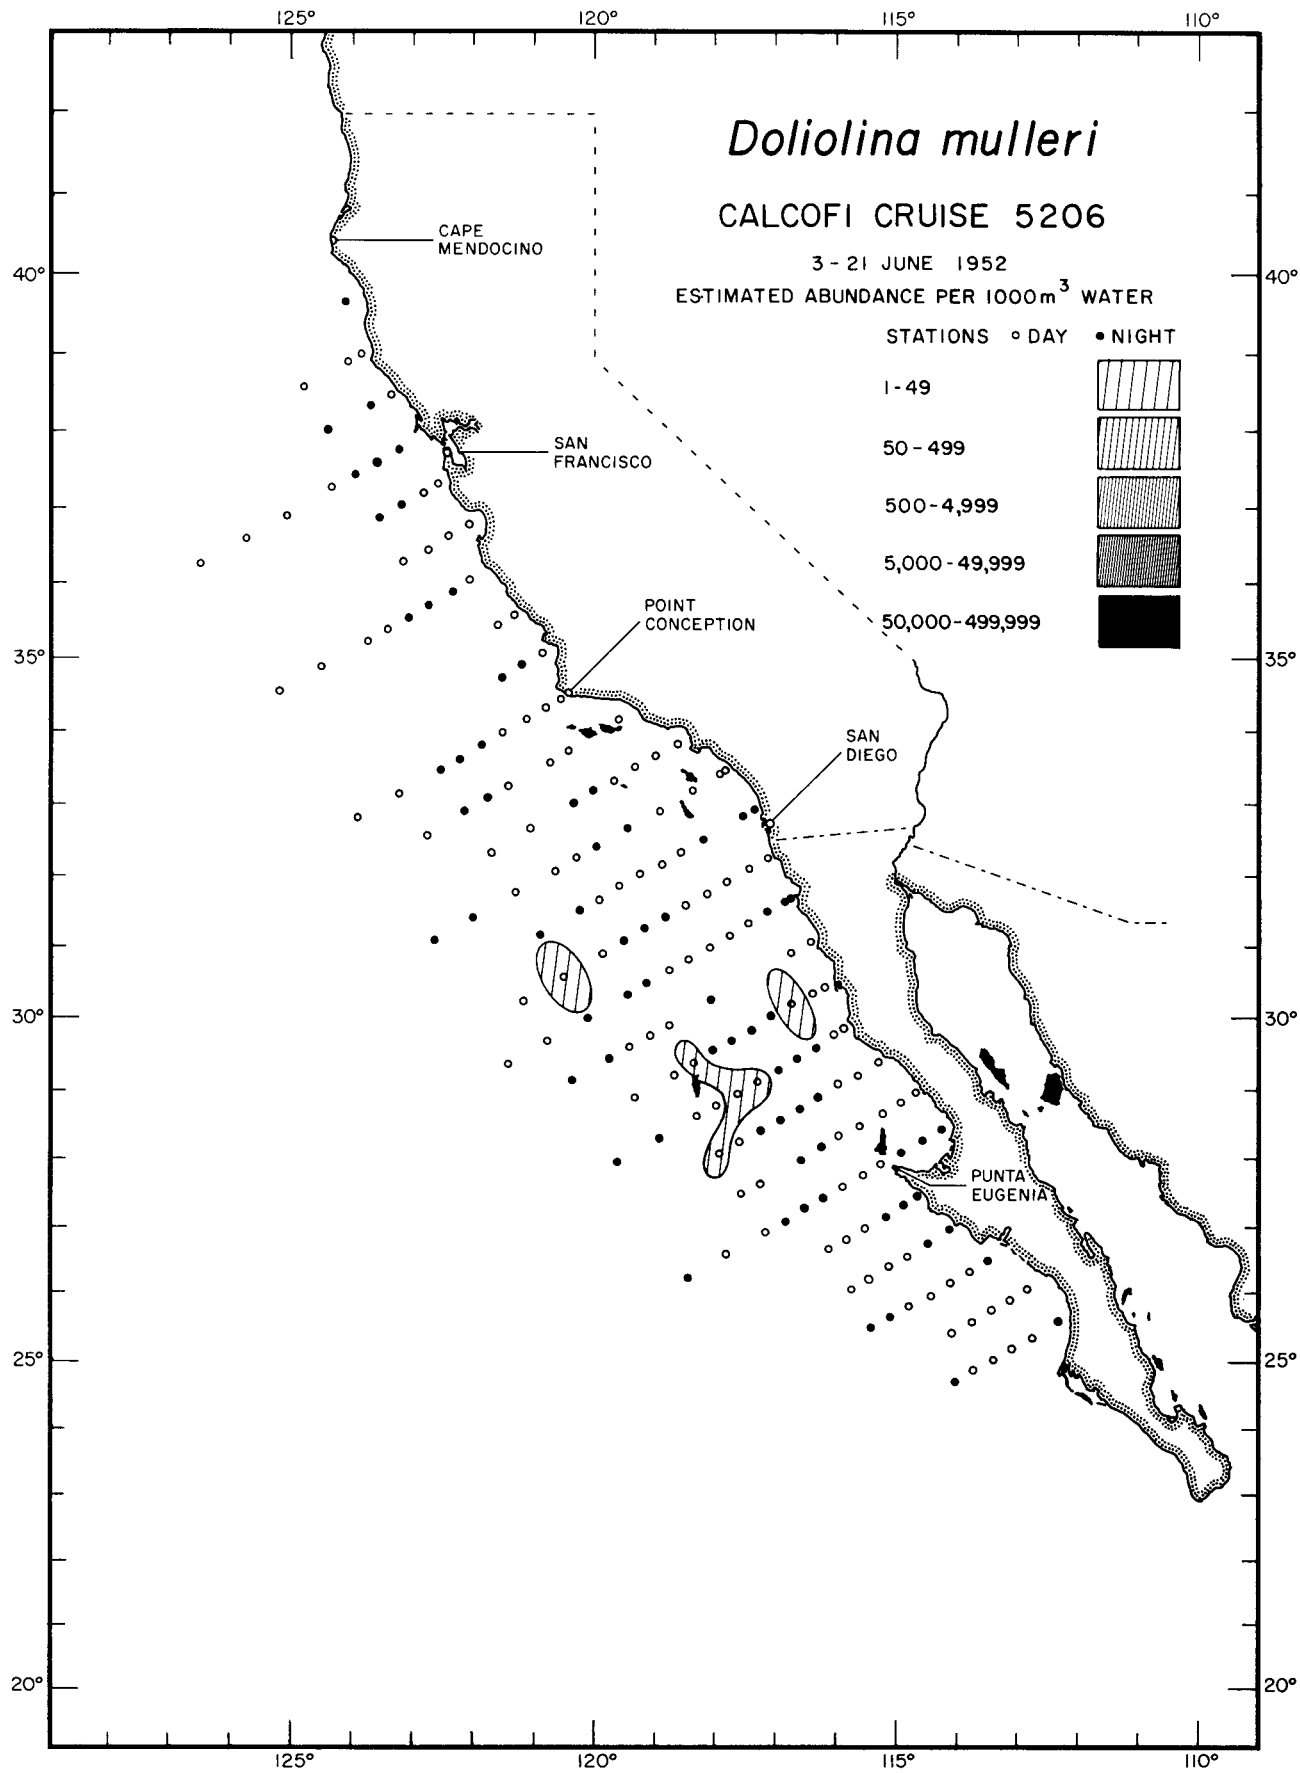 125° 120° 115° 110°
Doliolina mulleri
CALCOFI CRUISE 5206
3-21 JUNE 1952
ESTIMATED ABUNDANCE PER 1000m³ WATER
STATIONS DAY NIGHT
1-49
50-499
500-4,999
5,000-49,999
50,000-499,999
CAPE
MENDOCINO
40° 40°
SAN
FRANCISCO
POINT
CONCEPTION
35° 35°
SAN
DIEGO
30° 30°
PUNTA
EUGENIA
25° 25°
20° 20°
125° 120° 115° 110°